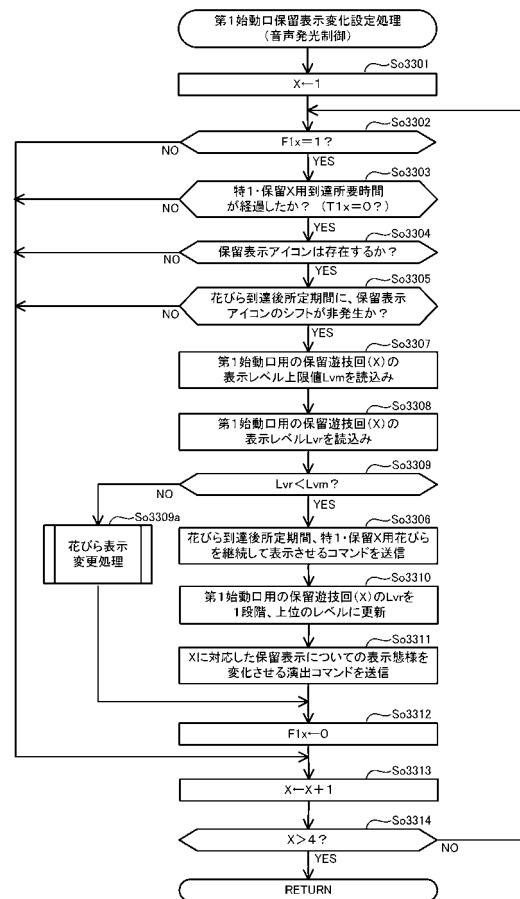 第1始動口保留表示変化設定処理
(音声発光制御)
So3301
X←1
So3302
F1x=1?
NO
YES
So3303
特1・保留X用到達所要時間
が経過したか? (T1x=0?)
NO
YES
So3304
保留表示アイコンは存在するか?
NO
YES
So3305
花びら到達後所定期間に、保留表示
アイコンのシフトが非発生か?
NO
YES
So3307
第1始動口用の保留遊技回(X)の
表示レベル上限値Lvmを読込み
So3308
第1始動口用の保留遊技回(X)の
表示レベルLvrを読込み
So3309
Lvr<Lvm?
NO
YES
So3309a
花びら表示
変更処理
So3306
花びら到達後所定期間、特1・保留X用花びら
を継続して表示させるコマンドを送信
So3310
第1始動口用の保留遊技回(X)のLvrを
1段階、上位のレベルに更新
So3311
Xに対応した保留表示についての表示態様を
変化させる演出コマンドを送信
So3312
F1x←0
So3313
X←X+1
So3314
X>4?
NO
YES
RETURN